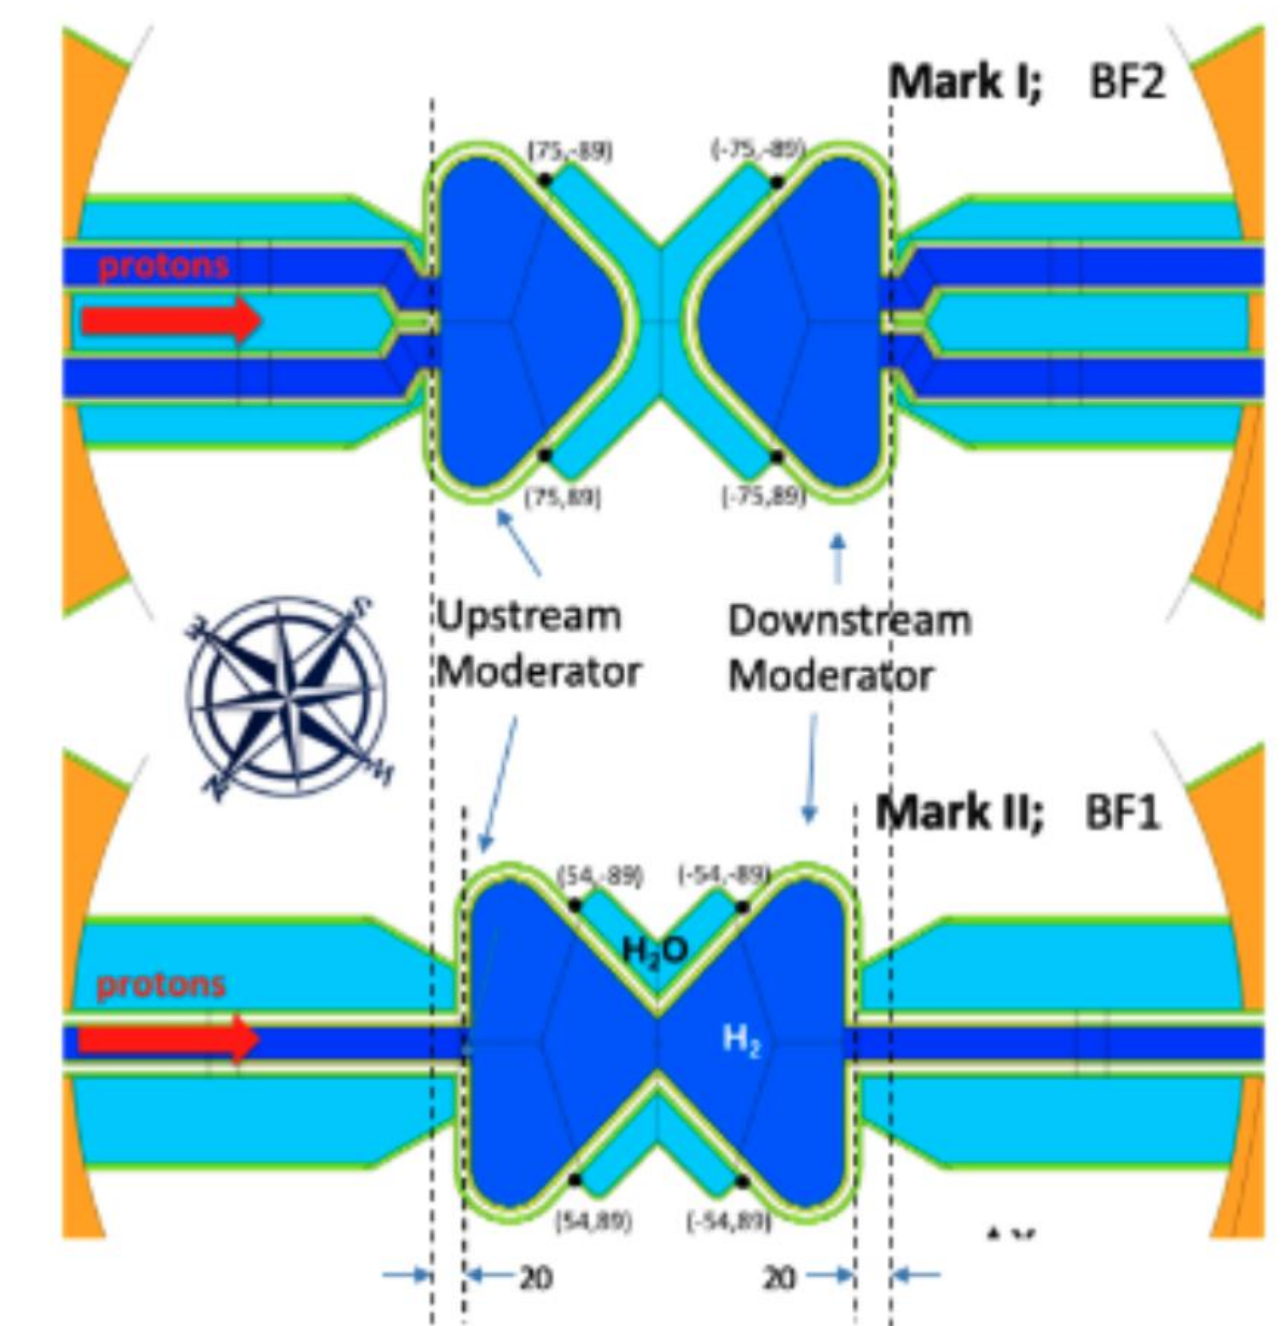 Mark I; BF2
(75,-89) (-75,-89)
protons
(75,89) (-75,89)
Upstream Downstream
Moderator Moderator
S
E
N
W
Mark II; BF1
(54,-89) (-54,-89)
H₂O
protons
H₂
(54,89) (-54,89)
20 20